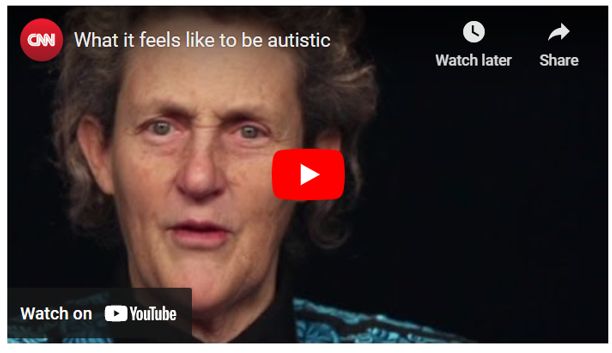 CNN
What it feels like to be autistic
Watch later
Share
Watch on YouTube